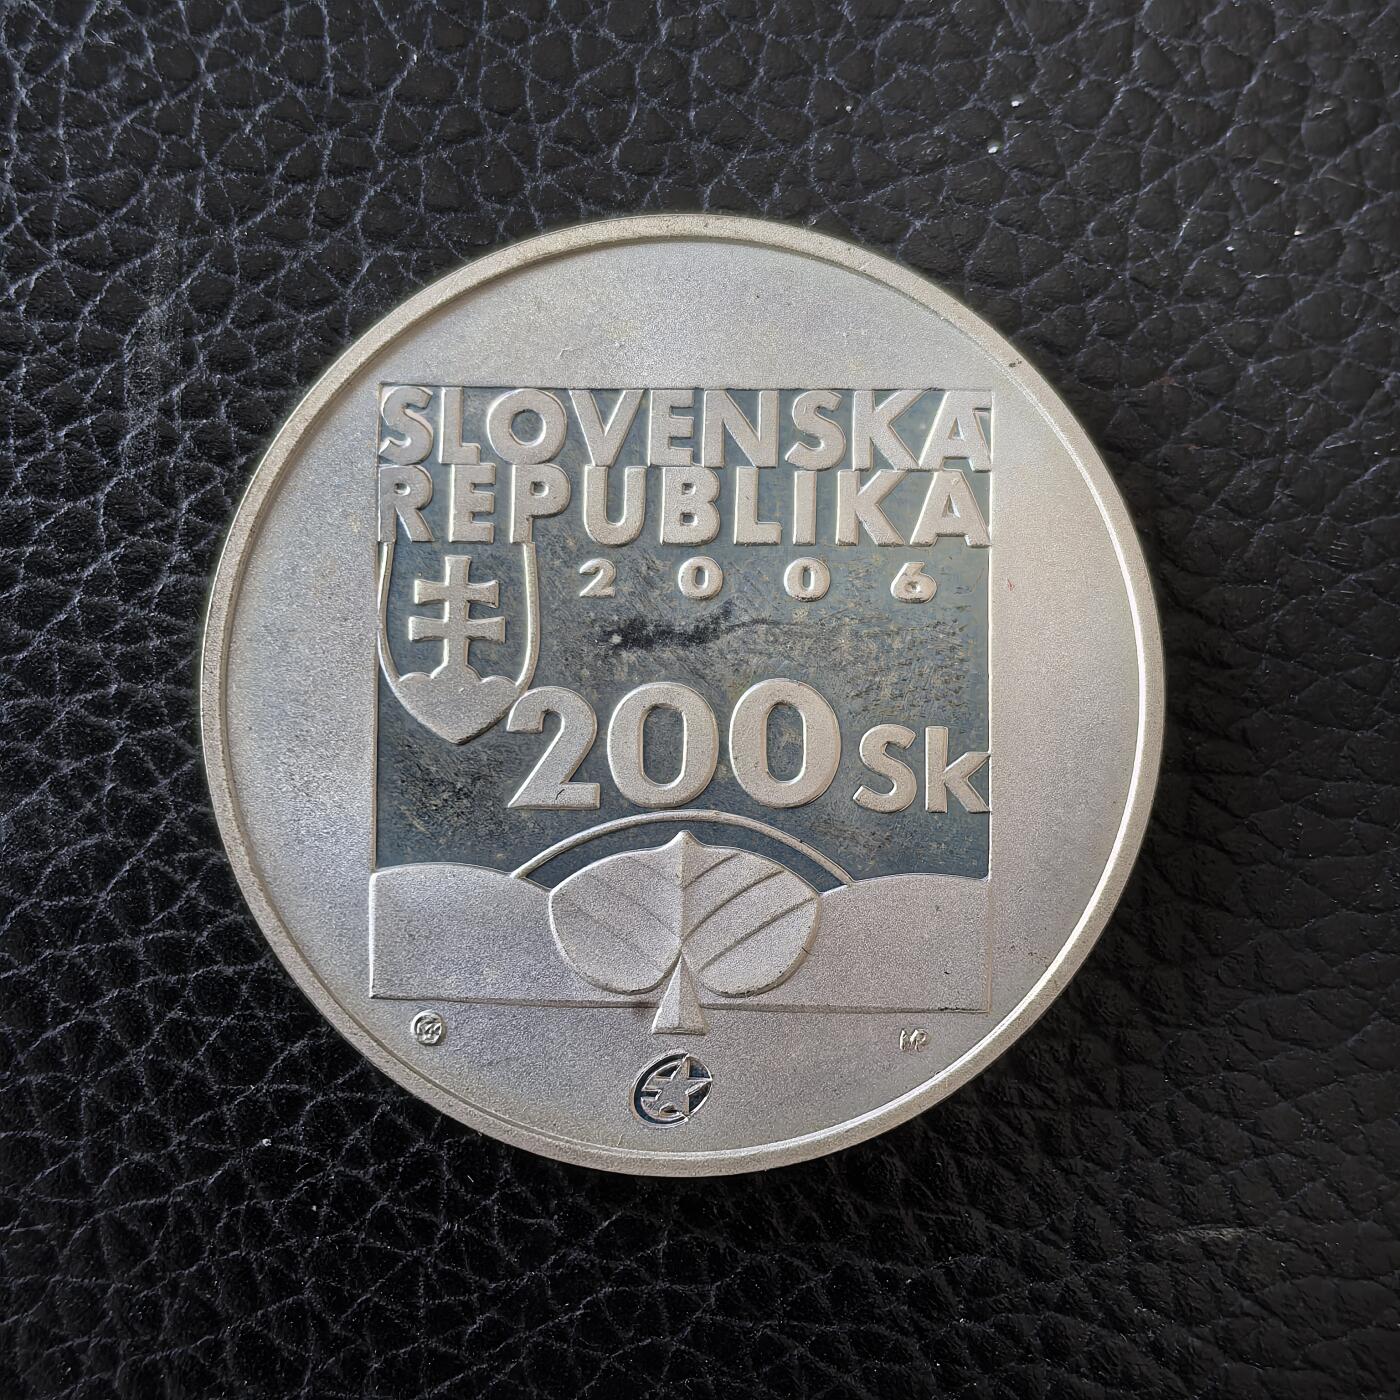 SLOVENSKÁ
REPUBLIKA
2006
200 Sk